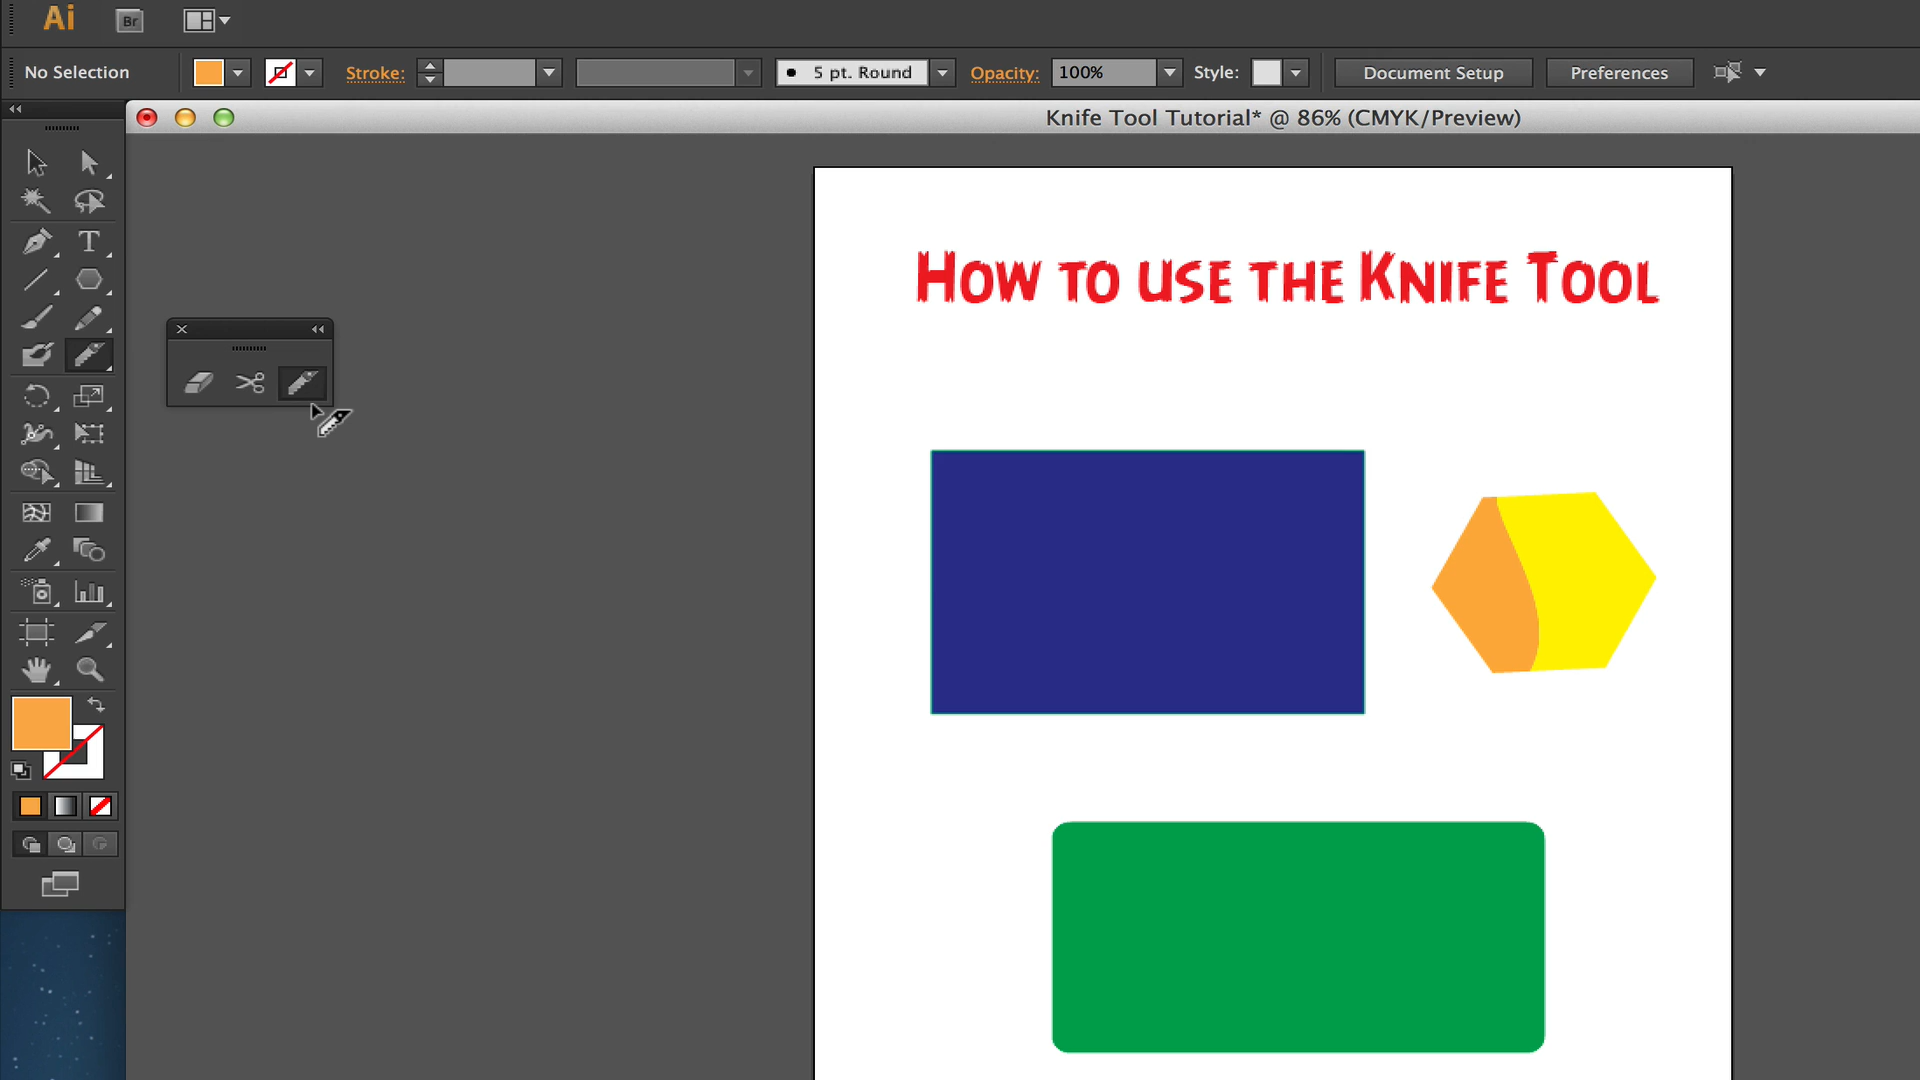 Ai
Br
No Selection
Stroke:
5 pt. Round
Opacity:
100%
Style:
Document Setup
Preferences
Knife Tool Tutorial* @ 86% (CMYK/Preview)
T
How to use the Knife Tool